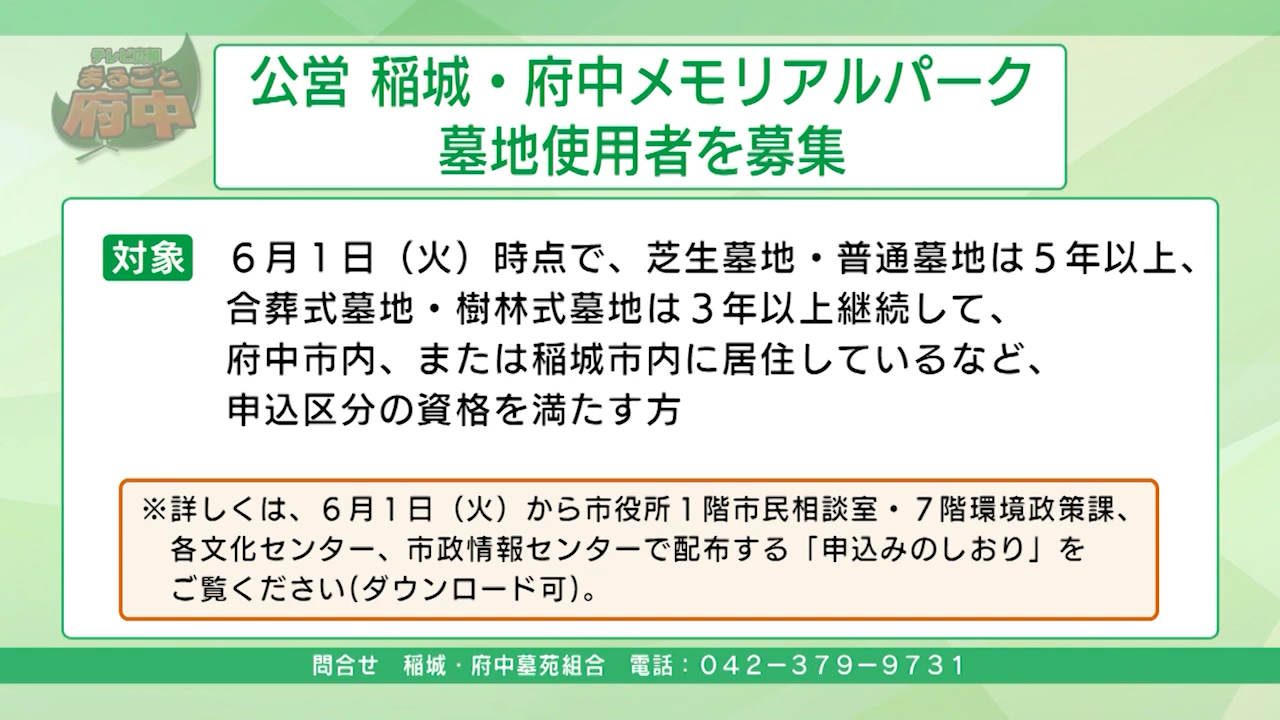 テレビ広報
まるごと
府中
公営 稲城・府中メモリアルパーク
墓地使用者を募集
対象 ６月１日（火）時点で、芝生墓地・普通墓地は５年以上、
合葬式墓地・樹林式墓地は３年以上継続して、
府中市内、または稲城市内に居住しているなど、
申込区分の資格を満たす方
※詳しくは、６月１日（火）から市役所１階市民相談室・７階環境政策課、
各文化センター、市政情報センターで配布する「申込みのしおり」を
ご覧ください(ダウンロード可)。
問合せ　稲城・府中墓苑組合　電話：０４２－３７９－９７３１